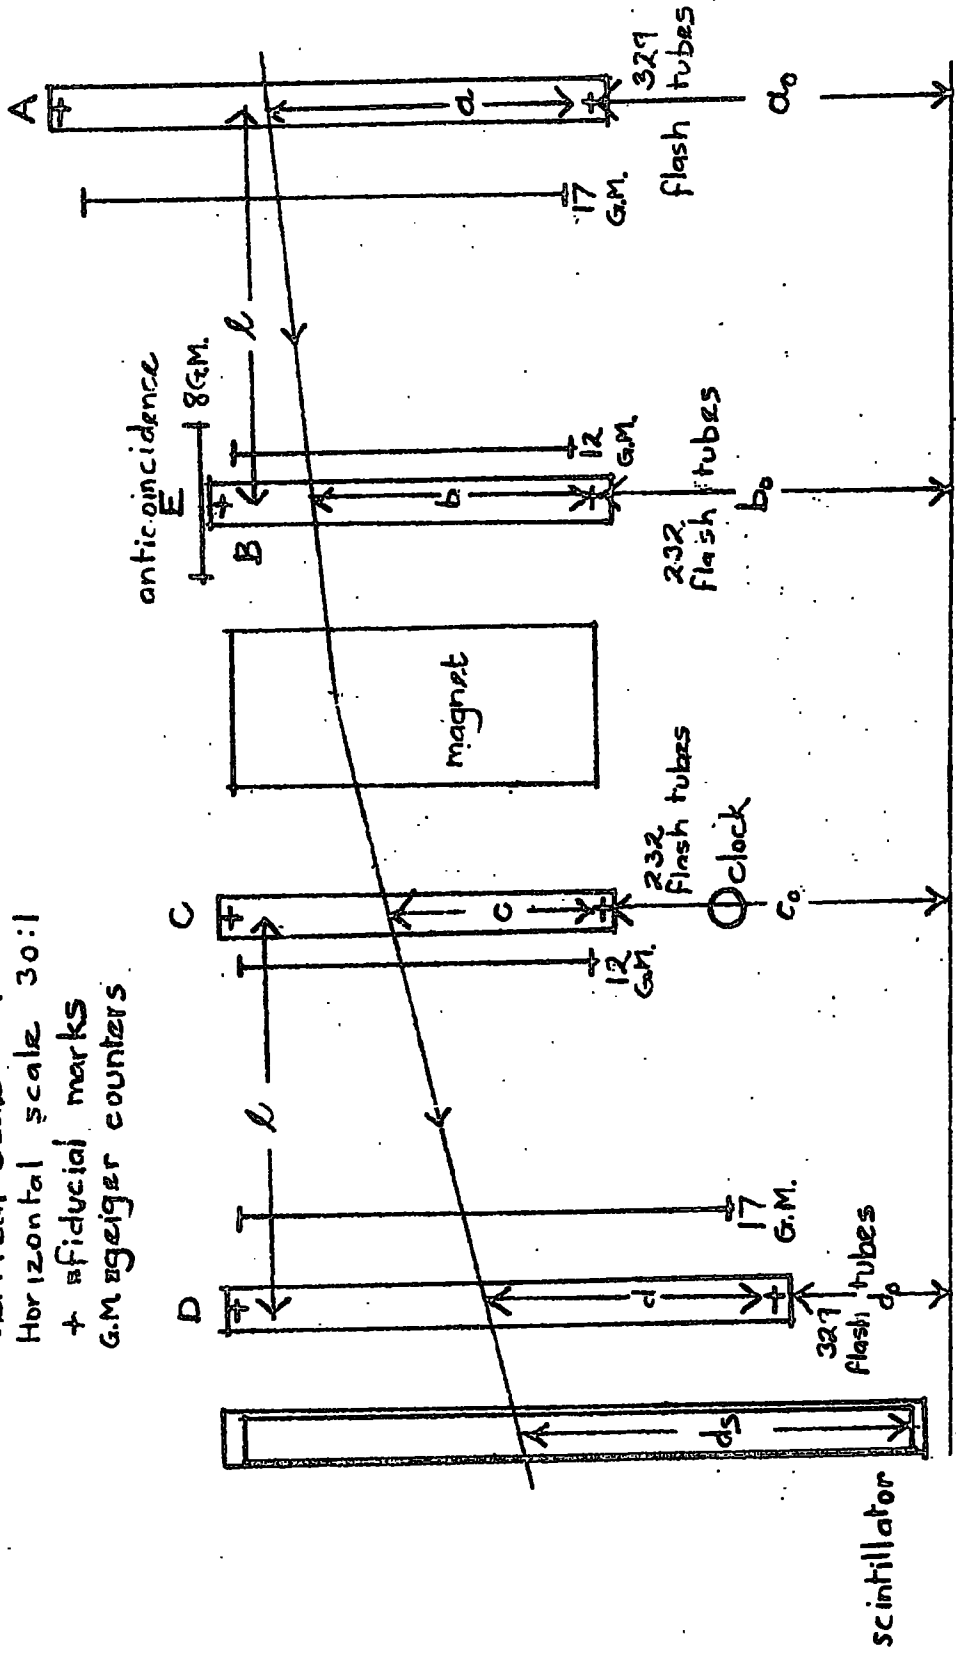 Horizontal scale 30:1
+ = fiducial marks
G.M = geiger counters
anticoincidence
E
8 G.M.
A
B
C
D
l
l
a
b
c
d
ds
magnet
17
G.M.
12
G.M.
12
G.M.
17
G.M.
329
flash tubes
232
flash tubes
232
flash tubes
327
flash tubes
clock
a₀
b₀
c₀
d₀
scintillator